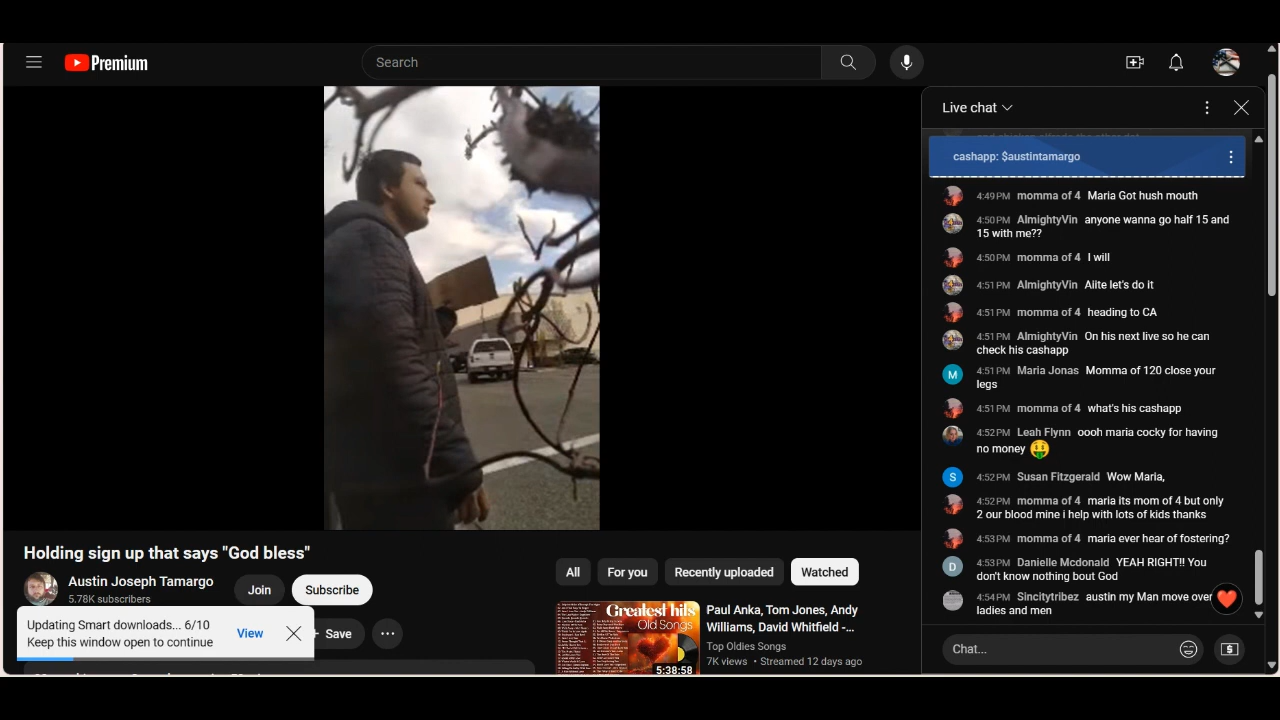 Premium
Search
Live chat
cashapp: $austintamargo
4:49 PM momma of 4 Maria Got hush mouth
4:50 PM AlmightyVin anyone wanna go half 15 and
15 with me??
4:50 PM momma of 4 I will
4:51 PM AlmightyVin Aiite let's do it
4:51 PM momma of 4 heading to CA
4:51 PM AlmightyVin On his next live so he can
check his cashapp
M
4:51 PM Maria Jonas Momma of 120 close your
legs
4:51 PM momma of 4 what's his cashapp
4:52 PM Leah Flynn oooh maria cocky for having
no money
S
4:52 PM Susan Fitzgerald Wow Maria,
4:52 PM momma of 4 maria its mom of 4 but only
2 our blood mine i help with lots of kids thanks
4:53 PM momma of 4 maria ever hear of fostering?
D
4:53 PM Danielle Mcdonald YEAH RIGHT!! You
don't know nothing bout God
4:54 PM Sincitytribez austin my Man move over
ladies and men
Chat...
Holding sign up that says "God bless"
Austin Joseph Tamargo
5.78K subscribers
Join
Subscribe
Updating Smart downloads... 6/10
Keep this window open to continue
View
Save
All
For you
Recently uploaded
Watched
Greatest hits
Old Songs
5:38:58
Paul Anka, Tom Jones, Andy
Williams, David Whitfield -...
Top Oldies Songs
7K views • Streamed 12 days ago